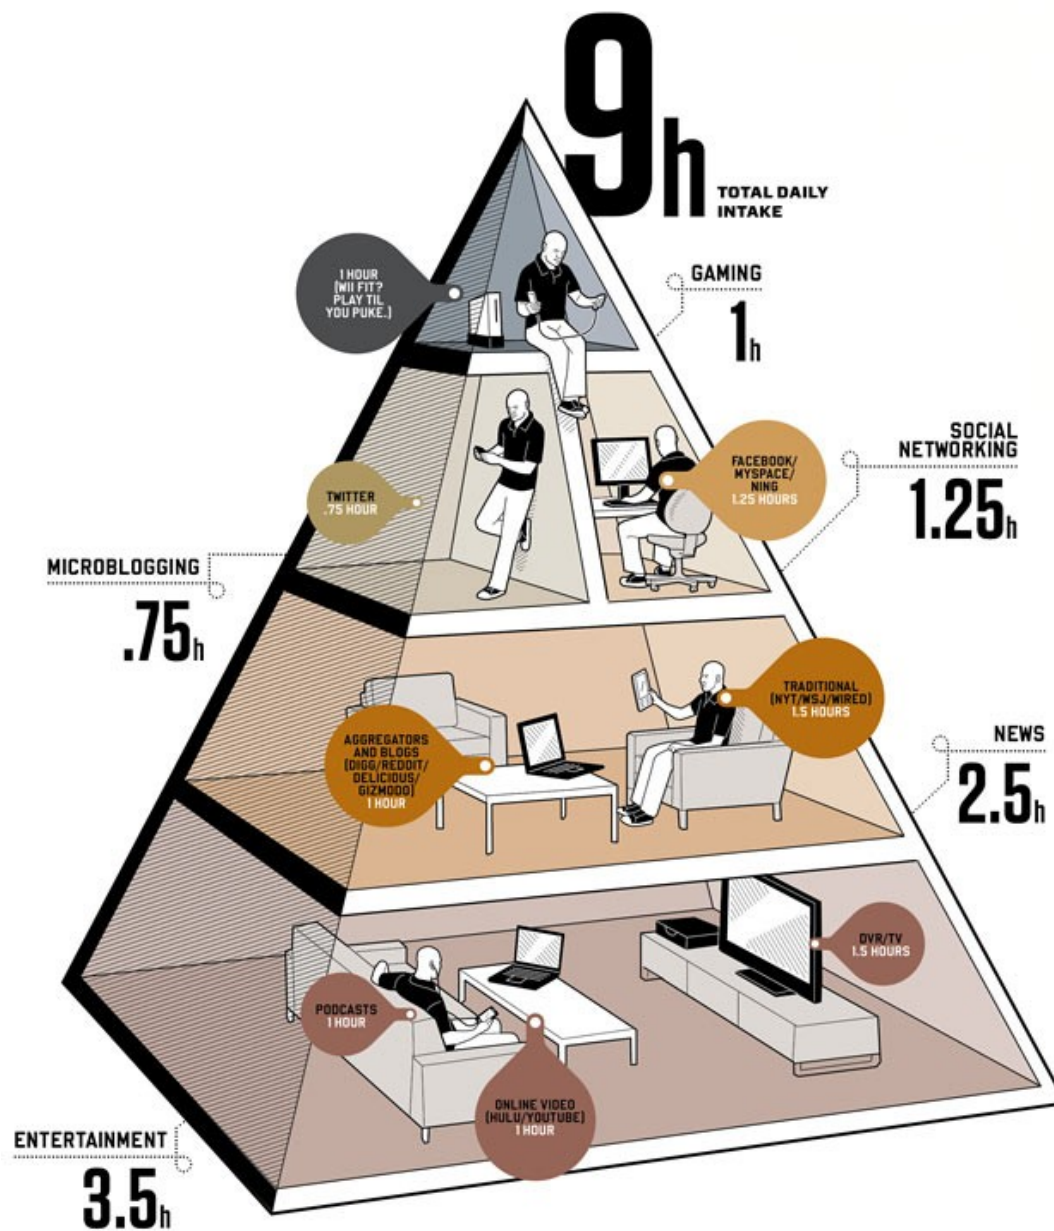 9h
TOTAL DAILY
INTAKE
1 HOUR
[WII FIT?
PLAY TIL
YOU PUKE.]
GAMING
1h
TWITTER
.75 HOUR
FACEBOOK/
MYSPACE/
NING
1.25 HOURS
SOCIAL
NETWORKING
1.25h
MICROBLOGGING
.75h
TRADITIONAL
[NYT/WSJ/WIRED]
1.5 HOURS
AGGREGATORS
AND BLOGS
[DIGG/REDDIT/
DELICIOUS/
GIZMODO]
1 HOUR
NEWS
2.5h
DVR/TV
1.5 HOURS
PODCASTS
1 HOUR
ONLINE VIDEO
[HULU/YOUTUBE]
1 HOUR
ENTERTAINMENT
3.5h